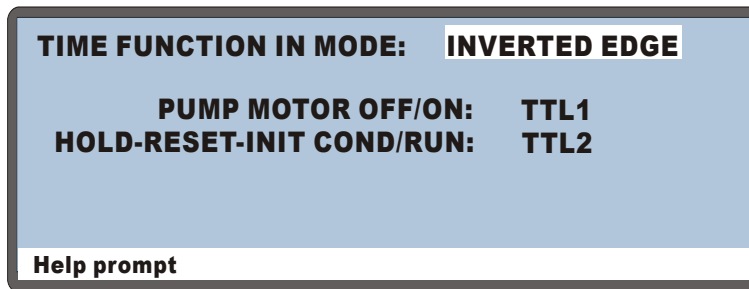 TIME FUNCTION IN MODE: INVERTED EDGE
PUMP MOTOR OFF/ON: TTL1
HOLD-RESET-INIT COND/RUN: TTL2
Help prompt